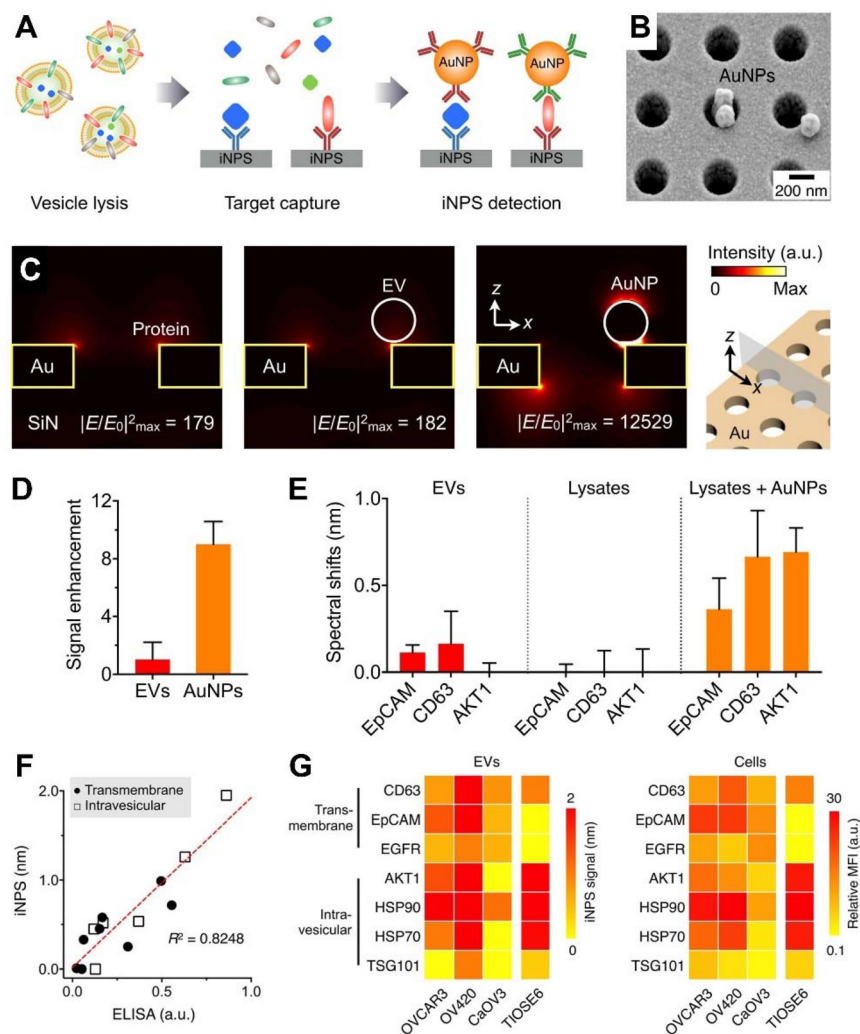 A
AuNP
AuNP
iNPS
iNPS
iNPS
iNPS
Vesicle lysis
Target capture
iNPS detection
B
AuNPs
200 nm
C
Protein
Au
SiN
|E/E0|²max = 179
EV
|E/E0|²max = 182
z
x
AuNP
Au
|E/E0|²max = 12529
Intensity (a.u.)
0 Max
z
x
Au
D
Signal enhancement
12
8
4
0
EVs AuNPs
E
EVs Lysates Lysates + AuNPs
Spectral shifts (nm)
1.0
0.5
0.0
EpCAM CD63 AKT1 EpCAM CD63 AKT1 EpCAM CD63 AKT1
F
Transmembrane
Intravesicular
iNPS (nm)
2.0
1.0
0.0
R² = 0.8248
0.0 0.5 1.0
ELISA (a.u.)
G
EVs
Trans-
membrane
Intra-
vesicular
CD63
EpCAM
EGFR
AKT1
HSP90
HSP70
TSG101
OVCAR3 OV420 CaOV3 TIOSE6
2
iNPS signal (nm)
0
Cells
CD63
EpCAM
EGFR
AKT1
HSP90
HSP70
TSG101
OVCAR3 OV420 CaOV3 TIOSE6
30
Relative MFI (a.u.)
0.1